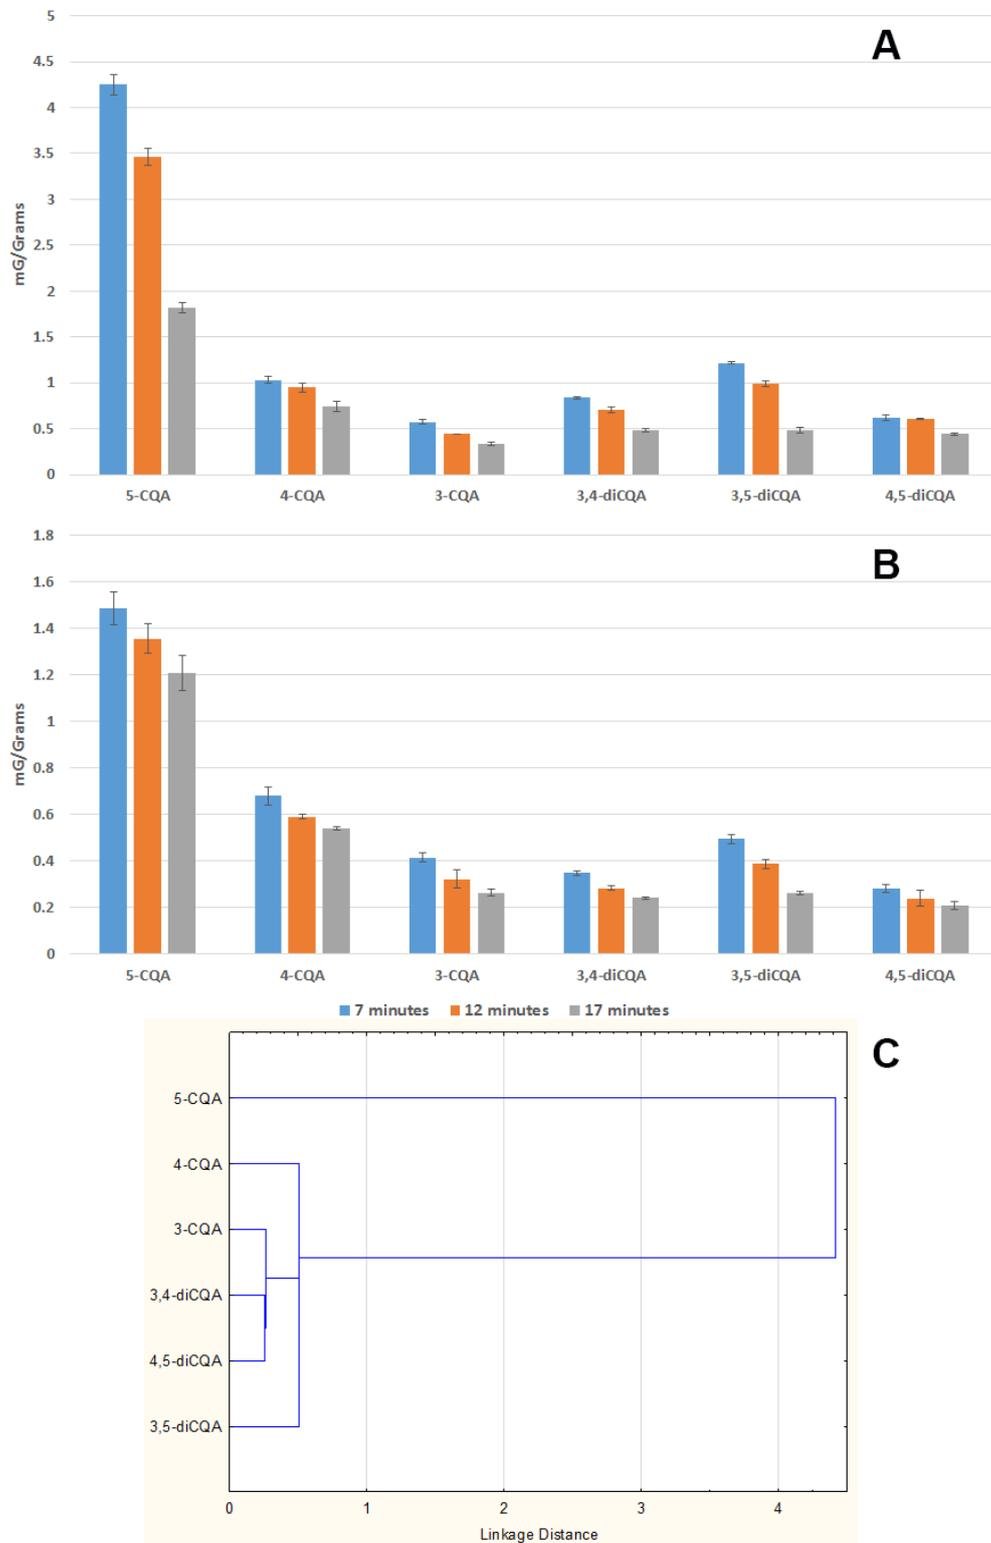 A
mG/Grams
5
4.5
4
3.5
3
2.5
2
1.5
1
0.5
0
5-CQA 4-CQA 3-CQA 3,4-diCQA 3,5-diCQA 4,5-diCQA
B
mG/Grams
1.8
1.6
1.4
1.2
1
0.8
0.6
0.4
0.2
0
5-CQA 4-CQA 3-CQA 3,4-diCQA 3,5-diCQA 4,5-diCQA
7 minutes 12 minutes 17 minutes
C
5-CQA
4-CQA
3-CQA
3,4-diCQA
4,5-diCQA
3,5-diCQA
0 1 2 3 4
Linkage Distance